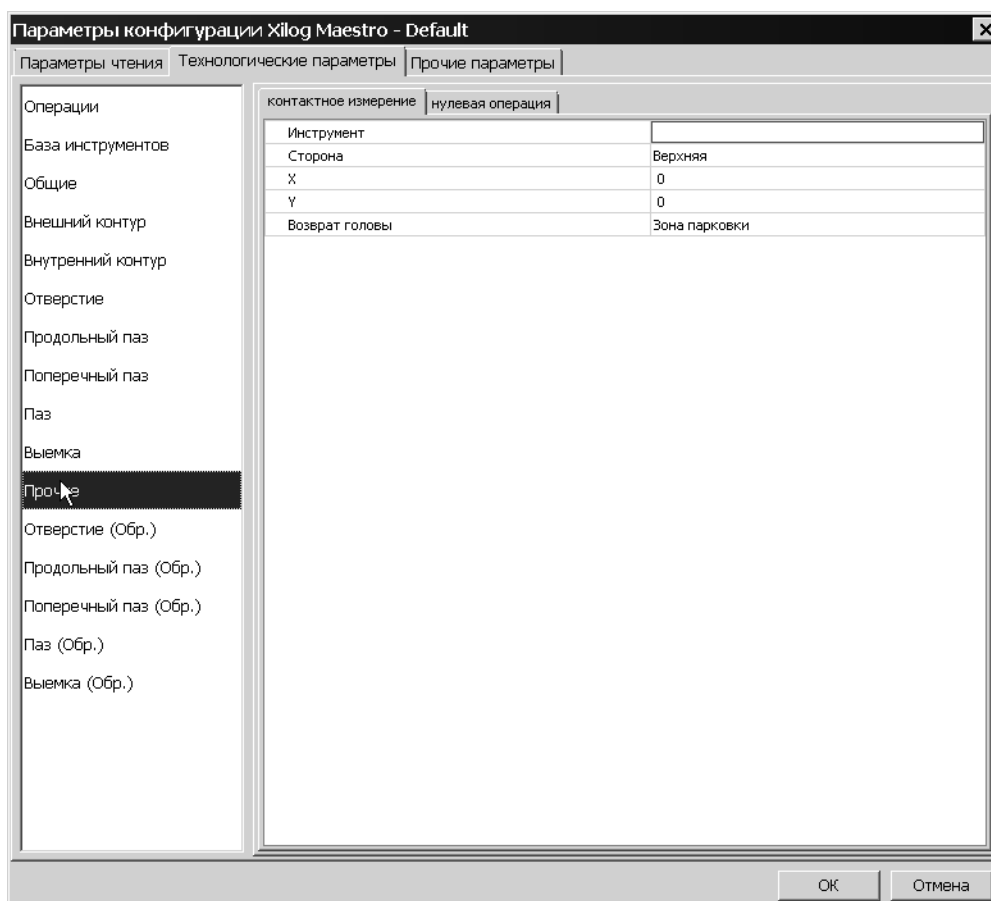 Параметры конфигурации Xilog Maestro - Default
Параметры чтения Технологические параметры Прочие параметры
Операции
База инструментов
Общие
Внешний контур
Внутренний контур
Отверстие
Продольный паз
Поперечный паз
Паз
Выемка
Прочие
Отверстие (Обр.)
Продольный паз (Обр.)
Поперечный паз (Обр.)
Паз (Обр.)
Выемка (Обр.)
контактное измерение нулевая операция
Инструмент
Сторона Верхняя
X 0
Y 0
Возврат головы Зона парковки
ОК Отмена